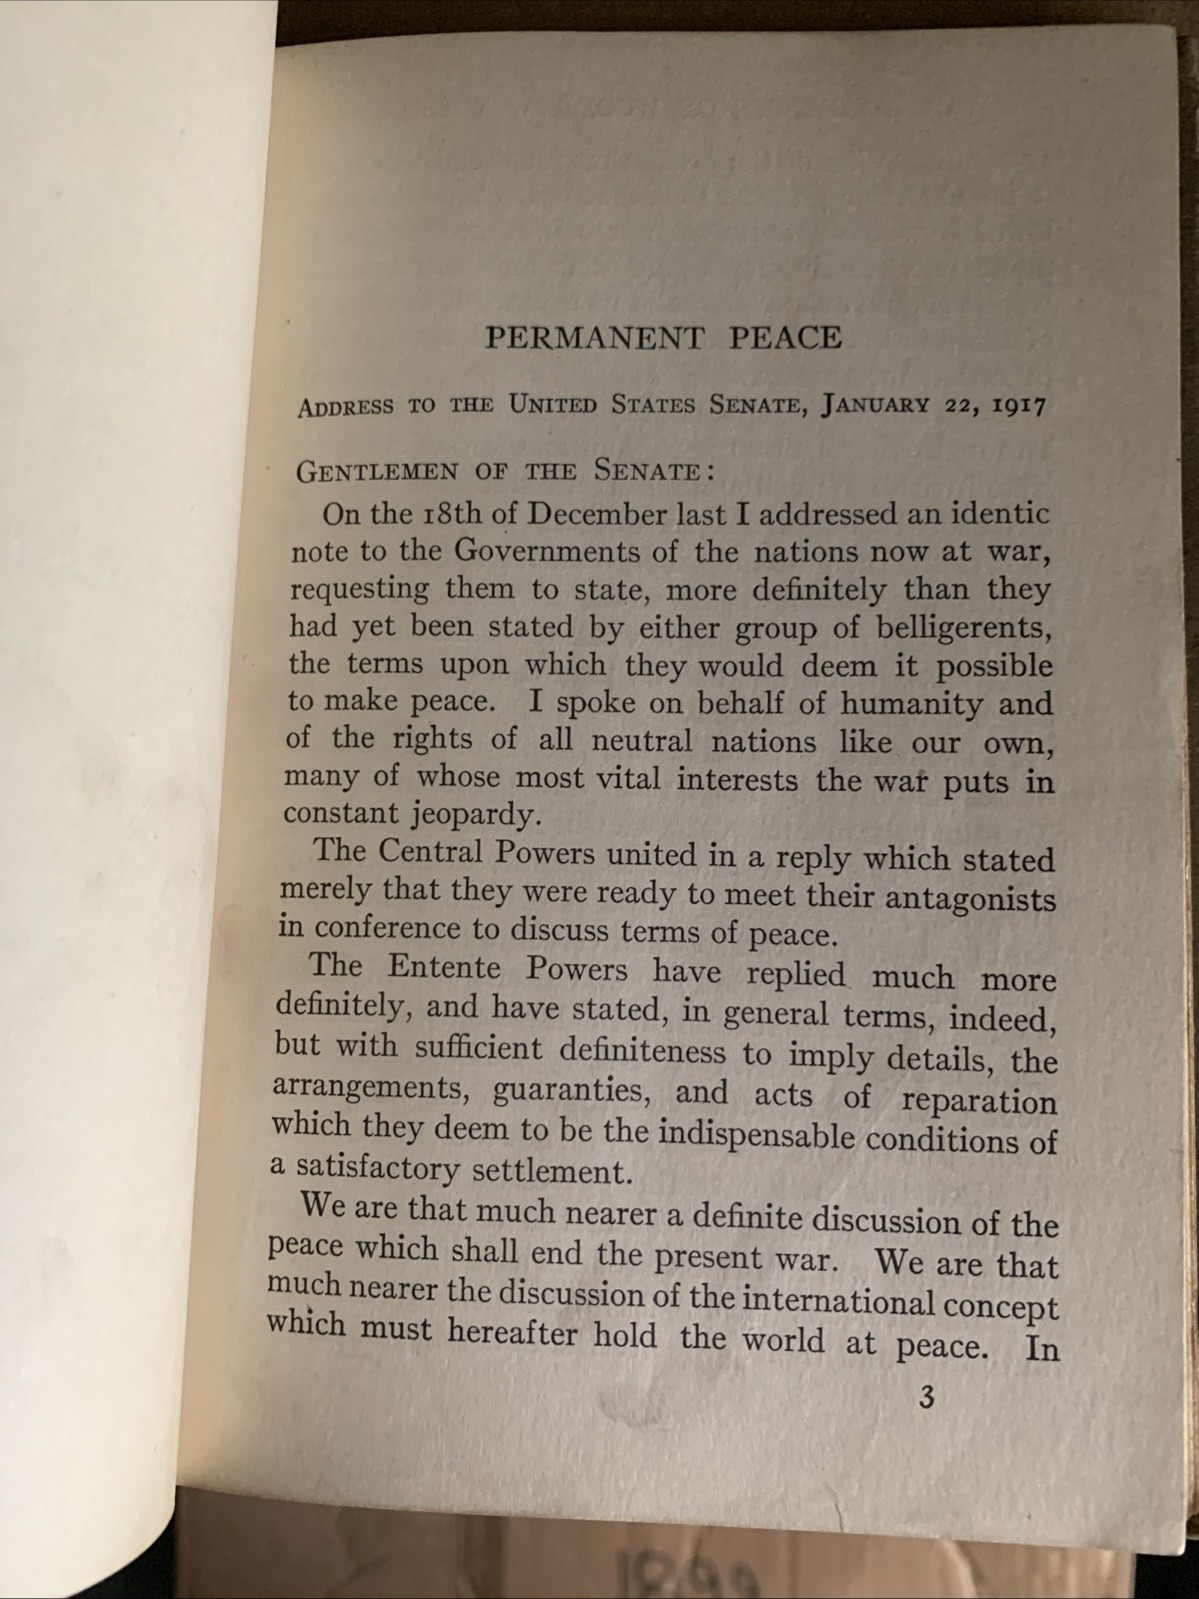 PERMANENT PEACE
ADDRESS TO THE UNITED STATES SENATE, JANUARY 22, 1917
GENTLEMEN OF THE SENATE:
On the 18th of December last I addressed an identic
note to the Governments of the nations now at war,
requesting them to state, more definitely than they
had yet been stated by either group of belligerents,
the terms upon which they would deem it possible
to make peace. I spoke on behalf of humanity and
of the rights of all neutral nations like our own,
many of whose most vital interests the war puts in
constant jeopardy.
The Central Powers united in a reply which stated
merely that they were ready to meet their antagonists
in conference to discuss terms of peace.
The Entente Powers have replied much more
definitely, and have stated, in general terms, indeed,
but with sufficient definiteness to imply details, the
arrangements, guaranties, and acts of reparation
which they deem to be the indispensable conditions of
a satisfactory settlement.
We are that much nearer a definite discussion of the
peace which shall end the present war. We are that
much nearer the discussion of the international concept
which must hereafter hold the world at peace. In
3